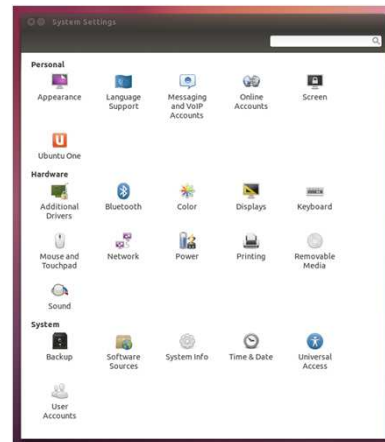 System Settings
Personal
Appearance
Language Support
Messaging and VoIP Accounts
Online Accounts
Screen
Ubuntu One
Hardware
Additional Drivers
Bluetooth
Color
Displays
Keyboard
Mouse and Touchpad
Network
Power
Printing
Removable Media
Sound
System
Backup
Software Sources
System Info
Time & Date
Universal Access
User Accounts